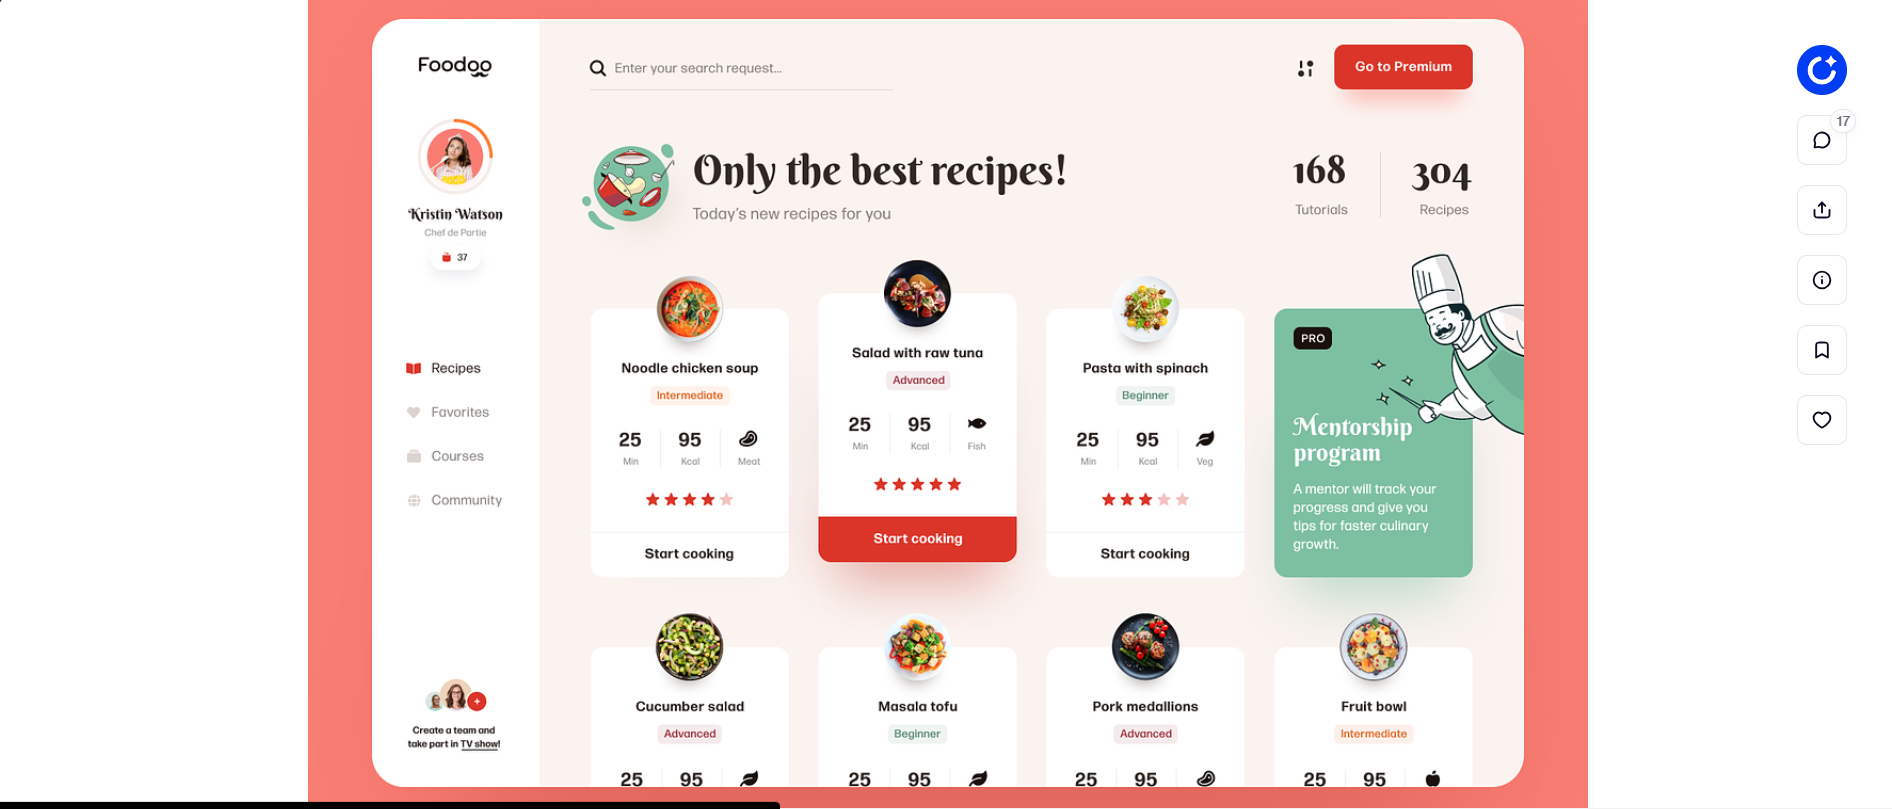 Foodoo
Kristin Watson
Chef de Partie
37
Recipes
Favorites
Courses
Community
Create a team and
take part in TV show!
Enter your search request...
Go to Premium
Only the best recipes!
Today's new recipes for you
168
Tutorials
304
Recipes
Noodle chicken soup
Intermediate
25 95
Min Kcal Meat
Start cooking
Salad with raw tuna
Advanced
25 95
Min Kcal Fish
Start cooking
Pasta with spinach
Beginner
25 95
Min Kcal Veg
Start cooking
PRO
Mentorship
program
A mentor will track your
progress and give you
tips for faster culinary
growth.
Cucumber salad
Advanced
25 95
Masala tofu
Beginner
25 95
Pork medallions
Advanced
25 95
Fruit bowl
Intermediate
25 95
17